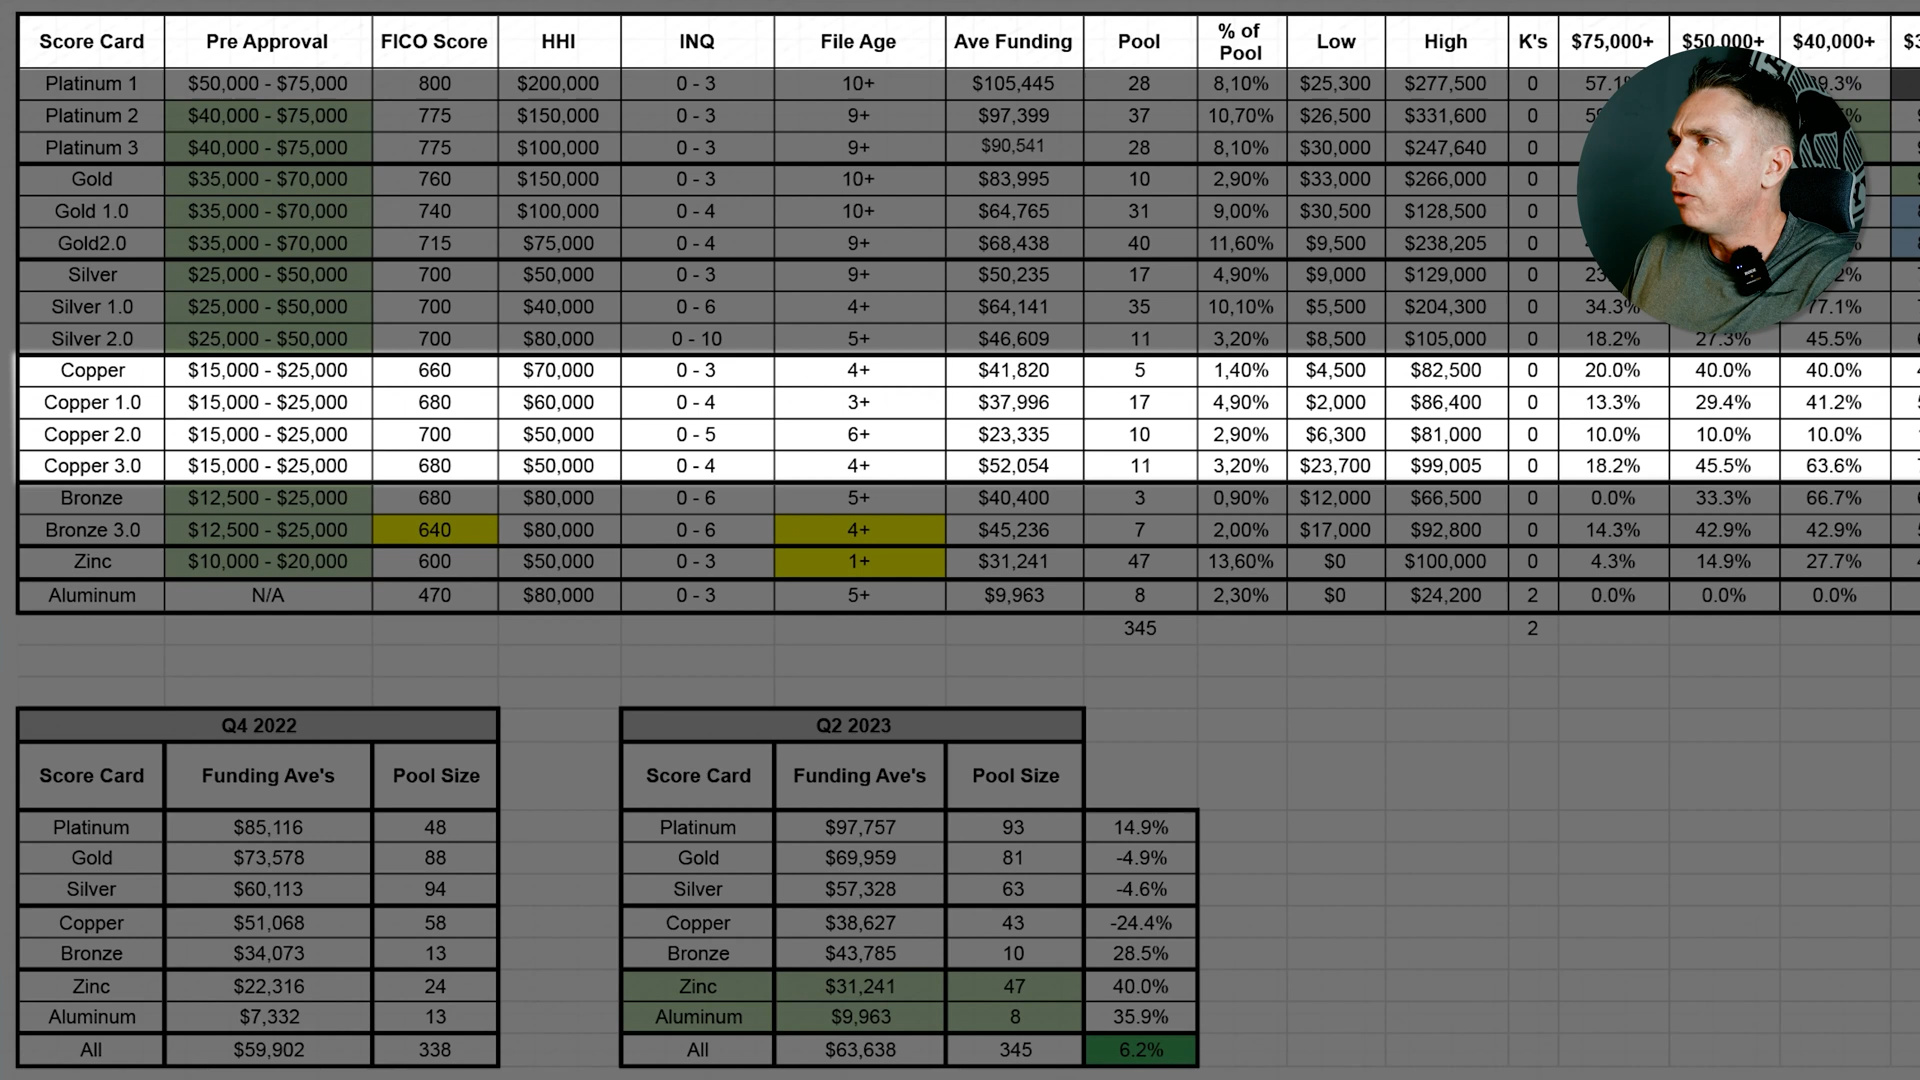 Score Card Pre Approval FICO Score HHI INQ File Age Ave Funding Pool % of Pool Low High K's $75,000+ $50,000+ $40,000+
Platinum 1 $50,000 - $75,000 800 $200,000 0 - 3 10+ $105,445 28 8,10% $25,300 $277,500 0
Platinum 2 $40,000 - $75,000 775 $150,000 0 - 3 9+ $97,399 37 10,70% $26,500 $331,600 0
Platinum 3 $40,000 - $75,000 775 $100,000 0 - 3 9+ $90,541 28 8,10% $30,000 $247,640 0
Gold $35,000 - $70,000 760 $150,000 0 - 3 10+ $83,995 10 2,90% $33,000 $266,000 0
Gold 1.0 $35,000 - $70,000 740 $100,000 0 - 4 10+ $64,765 31 9,00% $30,500 $128,500 0
Gold2.0 $35,000 - $70,000 715 $75,000 0 - 4 9+ $68,438 40 11,60% $9,500 $238,205 0
Silver $25,000 - $50,000 700 $50,000 0 - 3 9+ $50,235 17 4,90% $9,000 $129,000 0
Silver 1.0 $25,000 - $50,000 700 $40,000 0 - 6 4+ $64,141 35 10,10% $5,500 $204,300 0 34.3% 77.1%
Silver 2.0 $25,000 - $50,000 700 $80,000 0 - 10 5+ $46,609 11 3,20% $8,500 $105,000 0 18.2% 27.3% 45.5%
Copper $15,000 - $25,000 660 $70,000 0 - 3 4+ $41,820 5 1,40% $4,500 $82,500 0 20.0% 40.0% 40.0%
Copper 1.0 $15,000 - $25,000 680 $60,000 0 - 4 3+ $37,996 17 4,90% $2,000 $86,400 0 13.3% 29.4% 41.2%
Copper 2.0 $15,000 - $25,000 700 $50,000 0 - 5 6+ $23,335 10 2,90% $6,300 $81,000 0 10.0% 10.0% 10.0%
Copper 3.0 $15,000 - $25,000 680 $50,000 0 - 4 4+ $52,054 11 3,20% $23,700 $99,005 0 18.2% 45.5% 63.6%
Bronze $12,500 - $25,000 680 $80,000 0 - 6 5+ $40,400 3 0,90% $12,000 $66,500 0 0.0% 33.3% 66.7%
Bronze 3.0 $12,500 - $25,000 640 $80,000 0 - 6 4+ $45,236 7 2,00% $17,000 $92,800 0 14.3% 42.9% 42.9%
Zinc $10,000 - $20,000 600 $50,000 0 - 3 1+ $31,241 47 13,60% $0 $100,000 0 4.3% 14.9% 27.7%
Aluminum N/A 470 $80,000 0 - 3 5+ $9,963 8 2,30% $0 $24,200 2 0.0% 0.0% 0.0%
345 2
Q4 2022
Score Card Funding Ave's Pool Size
Platinum $85,116 48
Gold $73,578 88
Silver $60,113 94
Copper $51,068 58
Bronze $34,073 13
Zinc $22,316 24
Aluminum $7,332 13
All $59,902 338
Q2 2023
Score Card Funding Ave's Pool Size
Platinum $97,757 93 14.9%
Gold $69,959 81 -4.9%
Silver $57,328 63 -4.6%
Copper $38,627 43 -24.4%
Bronze $43,785 10 28.5%
Zinc $31,241 47 40.0%
Aluminum $9,963 8 35.9%
All $63,638 345 6.2%